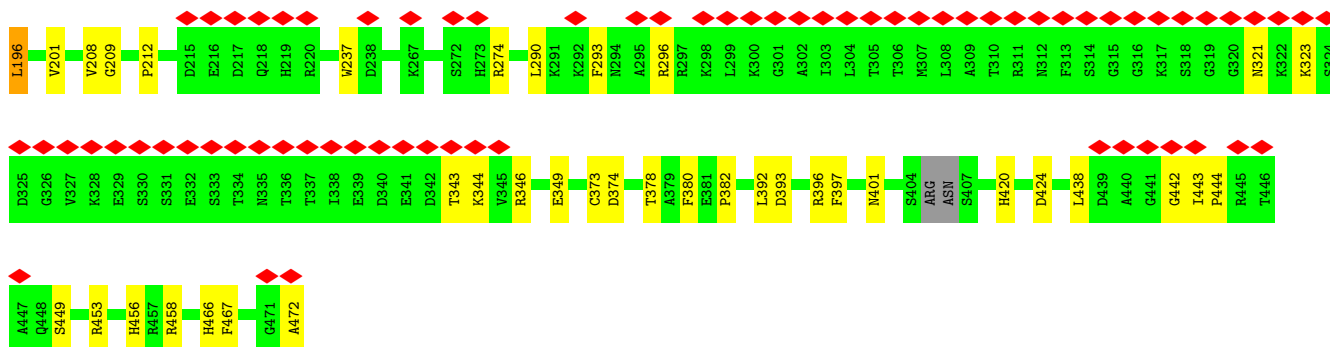 L196 V201 V208 G209 P212 D215 E216 D217 Q218 H219 R220 W237 D238 K267 S272 H273 R274 L290 K291 K292 F293 N294 A295 R296 R297 K298 L299 K300 G301 A302 I303 L304 T305 T306 M307 L308 A309 T310 R311 N312 F313 S314 G315 G316 K317 S318 G319 G320 N321 K322 K323 S324
D325 G326 V327 K328 E329 S330 S331 E332 S333 T334 N335 T336 T337 I338 E339 D340 E341 D342 T343 K344 V345 R346 E349 C373 D374 T378 A379 F380 E381 P382 L392 D393 R396 F397 N401 S404 ARG ASN S407 H420 D424 L438 D439 A440 G441 G442 I443 P444 R445 T446
A447 Q448 S449 R453 H456 R457 R458 H466 F467 G471 A472